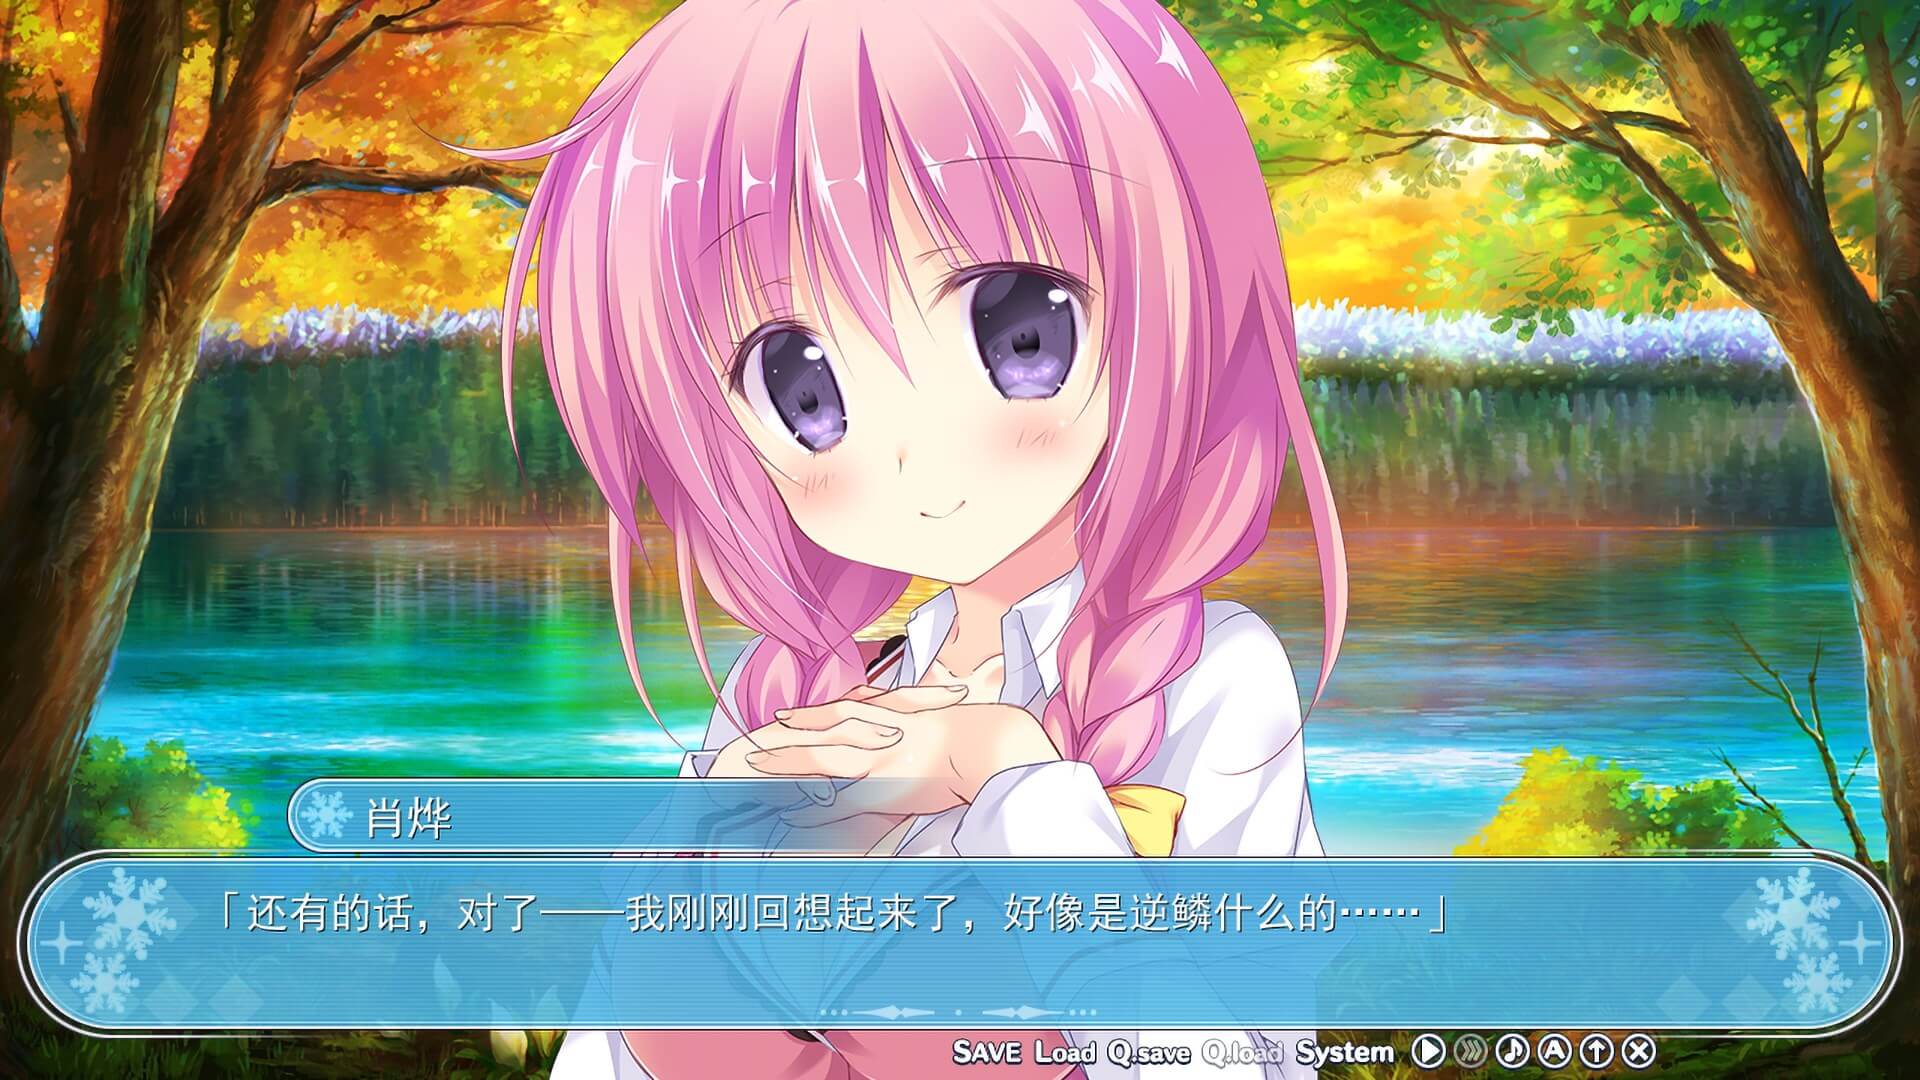 肖烨
「还有的话，对了——我刚刚回想起来了，好像是逆鳞什么的……」
SAVE Load Q.save Q.load System